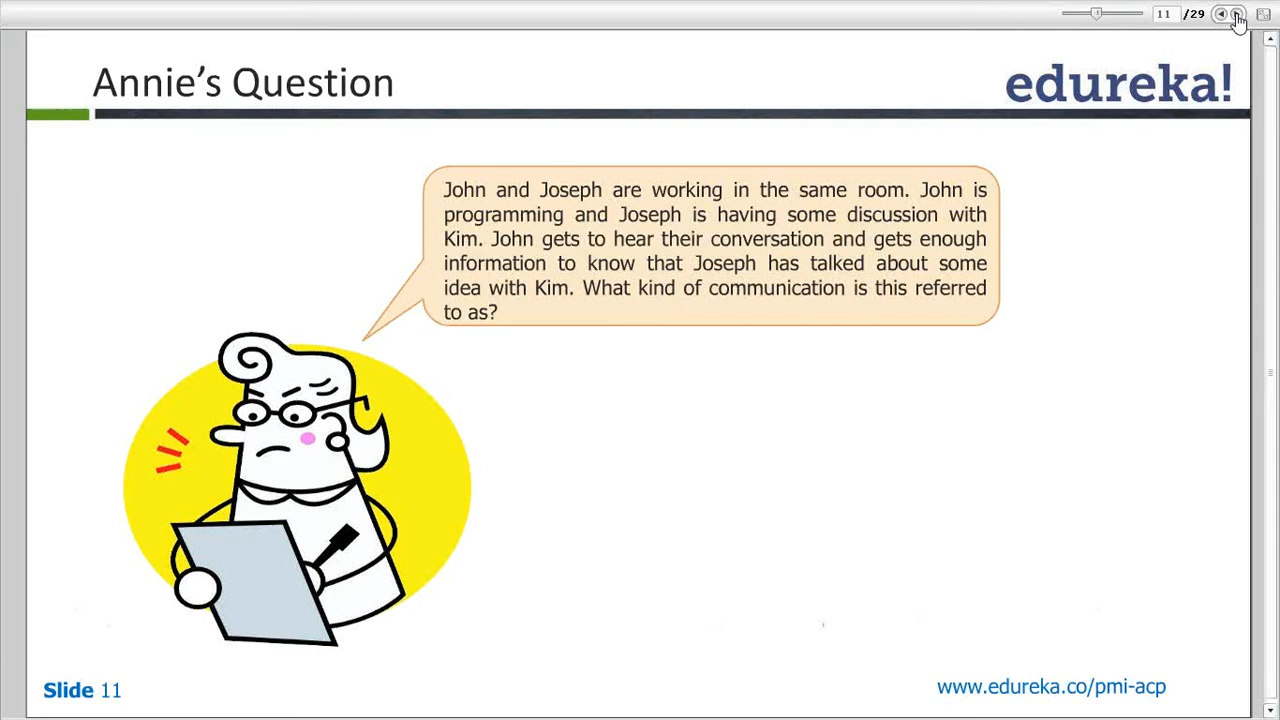 11 /29
Annie's Question
edureka!
John and Joseph are working in the same room. John is
programming and Joseph is having some discussion with
Kim. John gets to hear their conversation and gets enough
information to know that Joseph has talked about some
idea with Kim. What kind of communication is this referred
to as?
Slide 11
www.edureka.co/pmi-acp